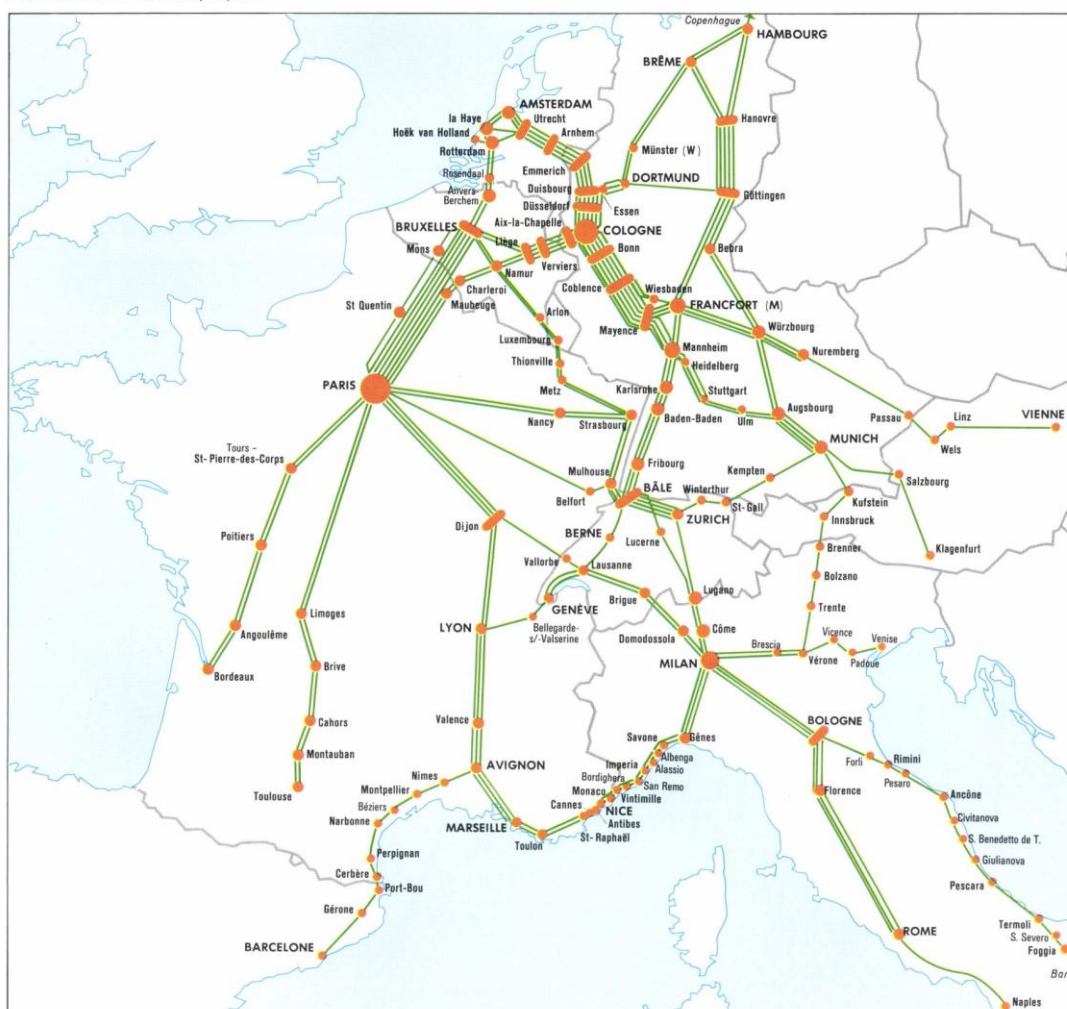 Copenhague
HAMBOURG
BRÊME
AMSTERDAM
la Haye
Utrecht
Hanovre
Hoëk van Holland
Arnhem
Rotterdam
Münster (W)
Emmerich
Rosendaal
DORTMUND
Anvers
Berchem
Duisbourg
Göttingen
Düsseldorf
Essen
Aix-la-Chapelle
BRUXELLES
COLOGNE
Liège
Bonn
Mons
Bebra
Verviers
Namur
Charleroi
Coblence
Wiesbaden
Maubeuge
FRANCFORT (M)
St Quentin
Arlon
Mayence
Würzbourg
Luxembourg
Mannheim
Nuremberg
Thionville
Heidelberg
PARIS
Metz
Karlsruhe
Stuttgart
Nancy
Strasbourg
Baden-Baden
Ulm
Augsbourg
Passau
Linz
VIENNE
Wels
MUNICH
Tours –
St-Pierre-des-Corps
Fribourg
Mulhouse
Kempten
Salzbourg
Belfort
BÂLE
Winterthur
Kufstein
St-Gall
ZURICH
Innsbruck
Dijon
BERNE
Lucerne
Poitiers
Brenner
Klagenfurt
Vallorbe
Lausanne
Bolzano
Brigue
Lugano
GENÈVE
Trente
Limoges
Bellegarde-
s/-Valserine
LYON
Côme
Angoulême
Domodossola
Brescia
Vicence
Venise
Vérone
Padoue
MILAN
Brive
Bordeaux
Cahors
Valence
BOLOGNE
Savone
Gênes
Montauban
Albenga
Forli
Rimini
AVIGNON
Imperia
Alassio
Nimes
Bordighera
San Remo
Pesaro
Toulouse
Montpellier
Monaco
Florence
Ancône
Béziers
Cannes
Vintimille
NICE
Narbonne
MARSEILLE
Antibes
Civitanova
St-Raphaël
Toulon
S. Benedetto de T.
Perpignan
Giulianova
Cerbère
Pescara
Port-Bou
Gérone
Termoli
ROME
S. Severo
BARCELONE
Foggia
Bar
Naples